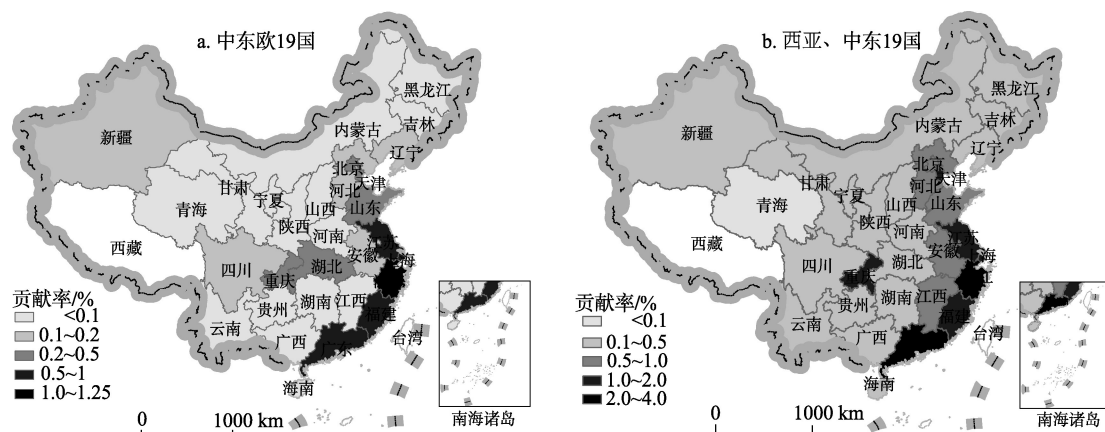 a. 中东欧19国
黑龙江
吉林
内蒙古
辽宁
新疆
北京
天津
甘肃
河北
宁夏
山西
山东
青海
陕西
河南
西藏
安徽
四川
湖北
重庆
贡献率/%
<0.1
0.1~0.2
0.2~0.5
0.5~1
1.0~1.25
贵州
湖南
江西
福建
云南
广西
广东
台湾
海南
0
1000 km
南海诸岛
b. 西亚、中东19国
黑龙江
吉林
内蒙古
辽宁
新疆
北京
天津
甘肃
河北
宁夏
山西
山东
青海
陕西
河南
江苏
西藏
安徽
四川
湖北
重庆
贡献率/%
<0.1
0.1~0.5
0.5~1.0
1.0~2.0
2.0~4.0
贵州
湖南
江西
福建
云南
广西
台湾
海南
0
1000 km
南海诸岛